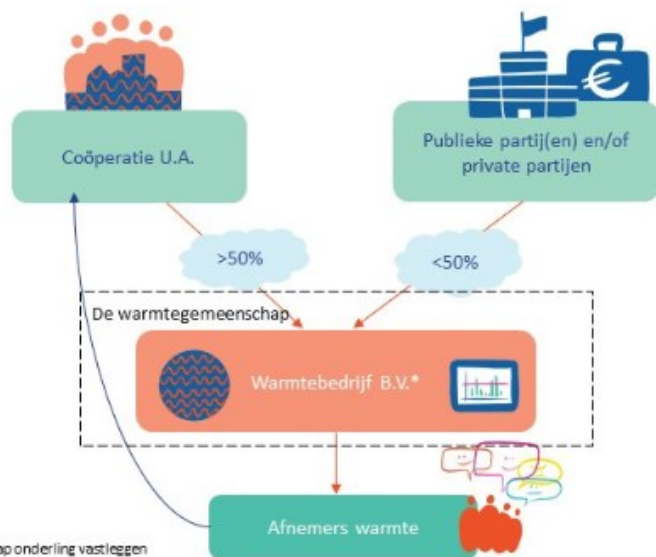 Coöperatie U.A.
Publieke partij(en) en/of
private partijen
>50%
<50%
De warmtegemeenschap
Warmtebedrijf B.V.*
€
Afnemers warmte
onderling vastleggen